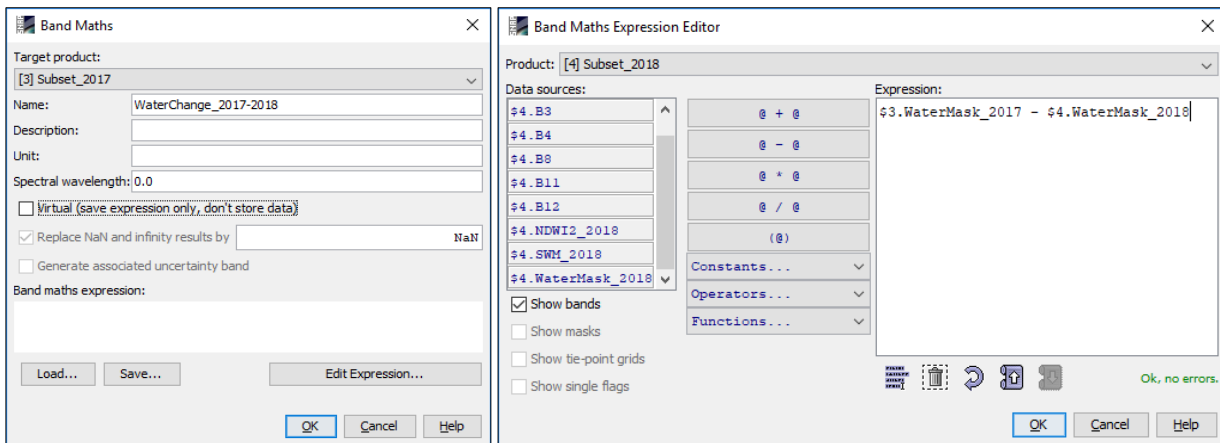 Band Maths
Target product:
[3] Subset_2017
Name: WaterChange_2017-2018
Description:
Unit:
Spectral wavelength: 0.0
Virtual (save expression only, don't store data)
Replace NaN and infinity results by NaN
Generate associated uncertainty band
Band maths expression:
Load... Save... Edit Expression...
OK Cancel Help
Band Maths Expression Editor
Product: [4] Subset_2018
Data sources:
$4.B3
$4.B4
$4.B8
$4.B11
$4.B12
$4.NDWI2_2018
$4.SWM_2018
$4.WaterMask_2018
Show bands
Show masks
Show tie-point grids
Show single flags
@ + @
@ - @
@ * @
@ / @
(@)
Constants...
Operators...
Functions...
Expression:
$3.WaterMask_2017 - $4.WaterMask_2018
Ok, no errors.
OK Cancel Help